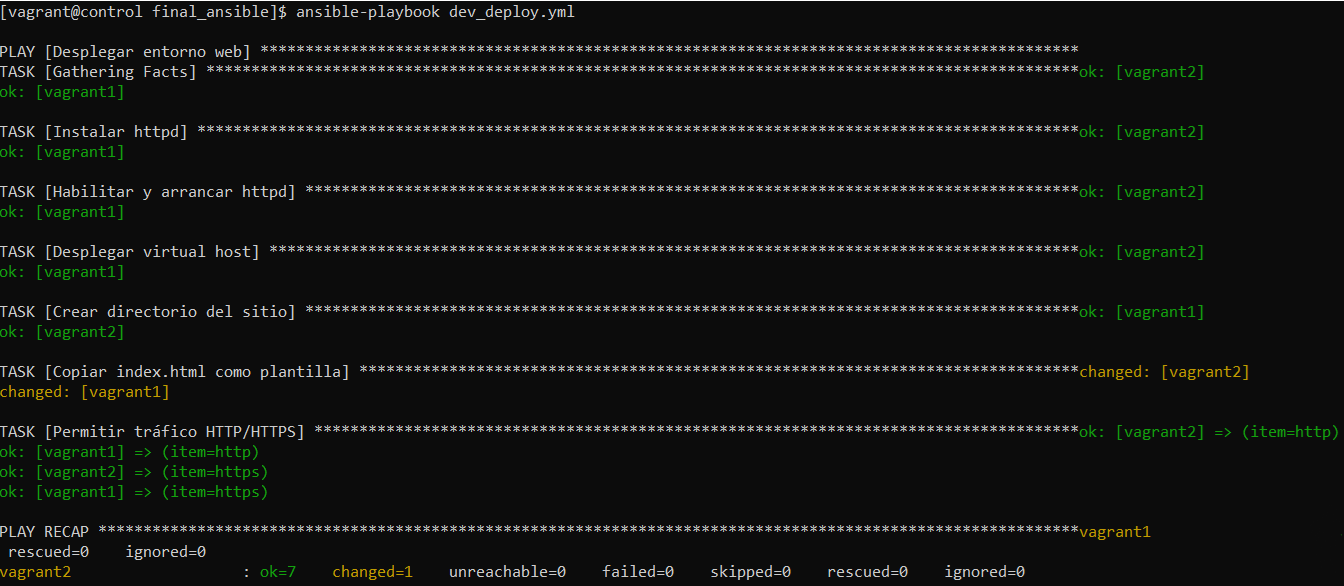 [vagrant@control final_ansible]$ ansible-playbook dev_deploy.yml
PLAY [Desplegar entorno web] *******************************************************************************************
TASK [Gathering Facts] *************************************************************************************************ok: [vagrant2]
ok: [vagrant1]
TASK [Instalar httpd] **************************************************************************************************ok: [vagrant2]
ok: [vagrant1]
TASK [Habilitar y arrancar httpd] **************************************************************************************ok: [vagrant2]
ok: [vagrant1]
TASK [Desplegar virtual host] ******************************************************************************************ok: [vagrant2]
ok: [vagrant1]
TASK [Crear directorio del sitio] **************************************************************************************ok: [vagrant1]
ok: [vagrant2]
TASK [Copiar index.html como plantilla] ********************************************************************************changed: [vagrant2]
changed: [vagrant1]
TASK [Permitir tráfico HTTP/HTTPS] *************************************************************************************ok: [vagrant2] => (item=http)
ok: [vagrant1] => (item=http)
ok: [vagrant2] => (item=https)
ok: [vagrant1] => (item=https)
PLAY RECAP *************************************************************************************************************vagrant1
rescued=0    ignored=0
vagrant2                   : ok=7    changed=1    unreachable=0    failed=0    skipped=0    rescued=0    ignored=0